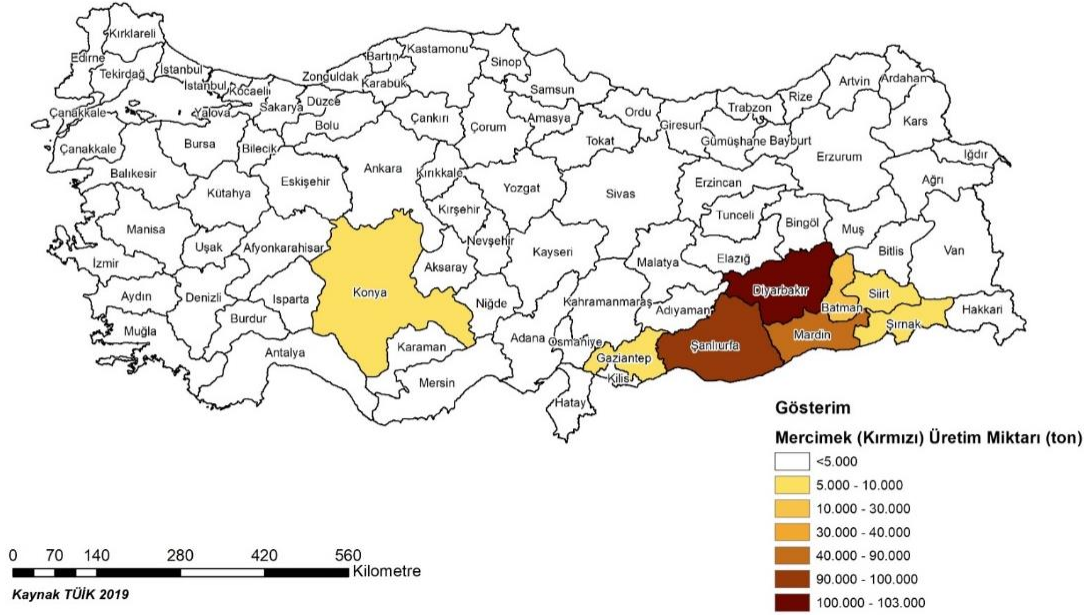 Kırklareli
Edirne
Tekirdağ
İstanbul
İstanbul
Kocaeli
Yalova
Sakarya
Düzce
Zonguldak
Bartın
Karabük
Kastamonu
Sinop
Samsun
Ordu
Giresun
Trabzon
Rize
Artvin
Ardahan
Kars
Iğdır
Çanakkale
Çanakkale
Bursa
Bilecik
Bolu
Çankırı
Çorum
Amasya
Tokat
Gümüşhane
Bayburt
Erzurum
Ağrı
Balıkesir
Kütahya
Eskişehir
Ankara
Kırıkkale
Yozgat
Sivas
Erzincan
Tunceli
Bingöl
Muş
Bitlis
Van
Manisa
Uşak
Afyonkarahisar
Kırşehir
Nevşehir
Kayseri
Malatya
Elazığ
İzmir
Aydın
Denizli
Isparta
Konya
Aksaray
Niğde
Kahramanmaraş
Adıyaman
Diyarbakır
Batman
Siirt
Şırnak
Hakkari
Muğla
Burdur
Antalya
Karaman
Mersin
Adana
Osmaniye
Gaziantep
Kilis
Şanlıurfa
Mardin
Hatay
Gösterim
Mercimek (Kırmızı) Üretim Miktarı (ton)
<5.000
5.000 - 10.000
10.000 - 30.000
30.000 - 40.000
40.000 - 90.000
90.000 - 100.000
100.000 - 103.000
0 70 140 280 420 560
Kilometre
Kaynak TÜİK 2019